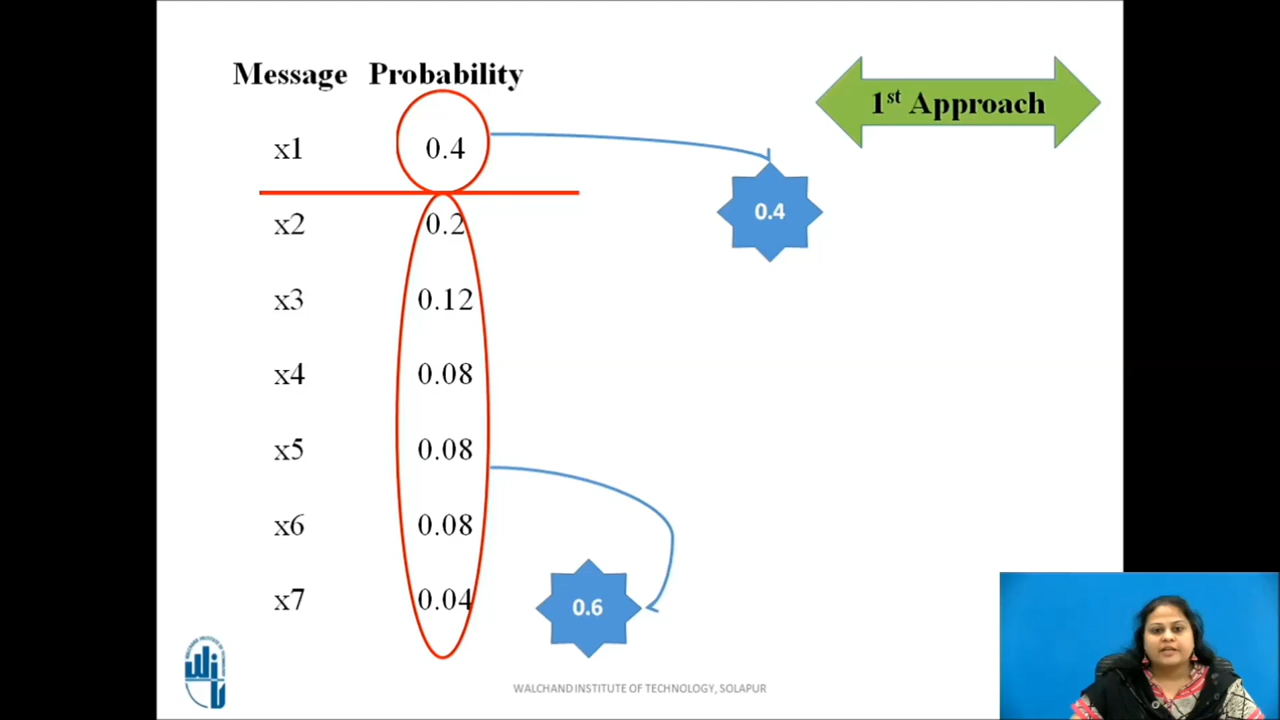 Message Probability
1st Approach
x1 0.4
0.4
x2 0.2
x3 0.12
x4 0.08
x5 0.08
x6 0.08
x7 0.04
0.6
WALCHAND INSTITUTE OF TECHNOLOGY, SOLAPUR